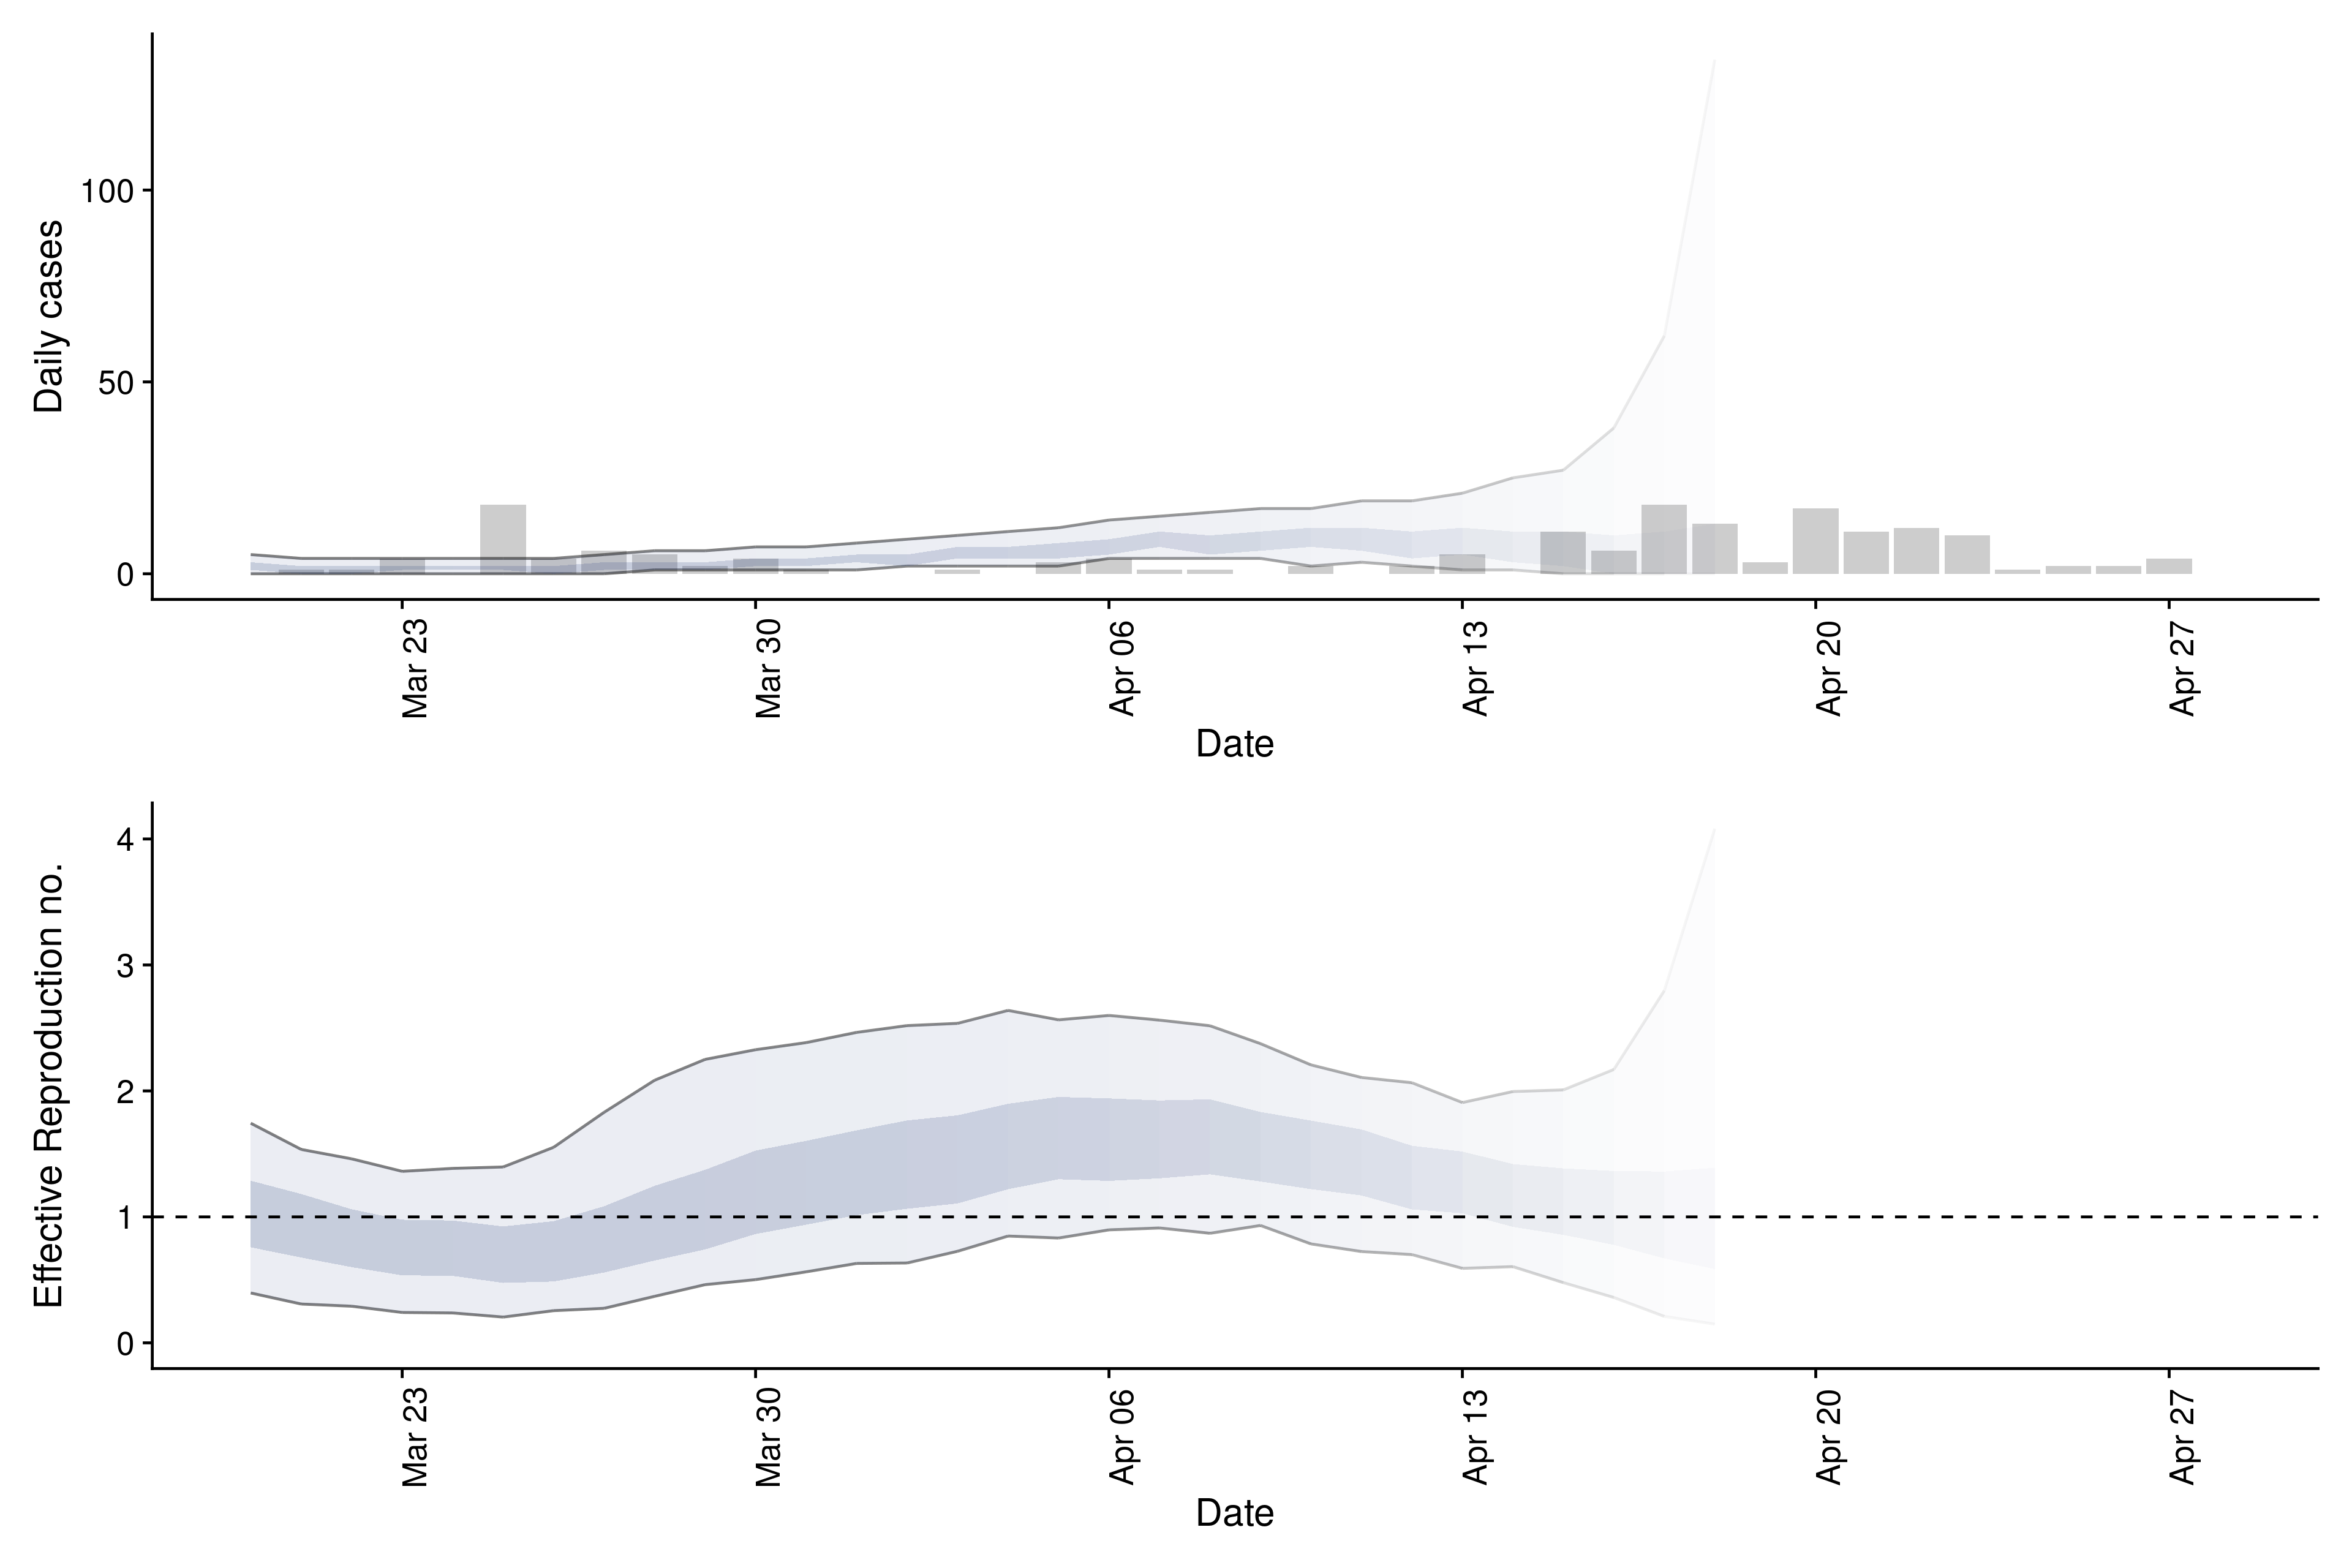 Daily cases
100
50
0
Mar 23
Mar 30
Apr 06
Apr 13
Apr 20
Apr 27
Date
Effective Reproduction no.
4
3
2
1
0
Mar 23
Mar 30
Apr 06
Apr 13
Apr 20
Apr 27
Date